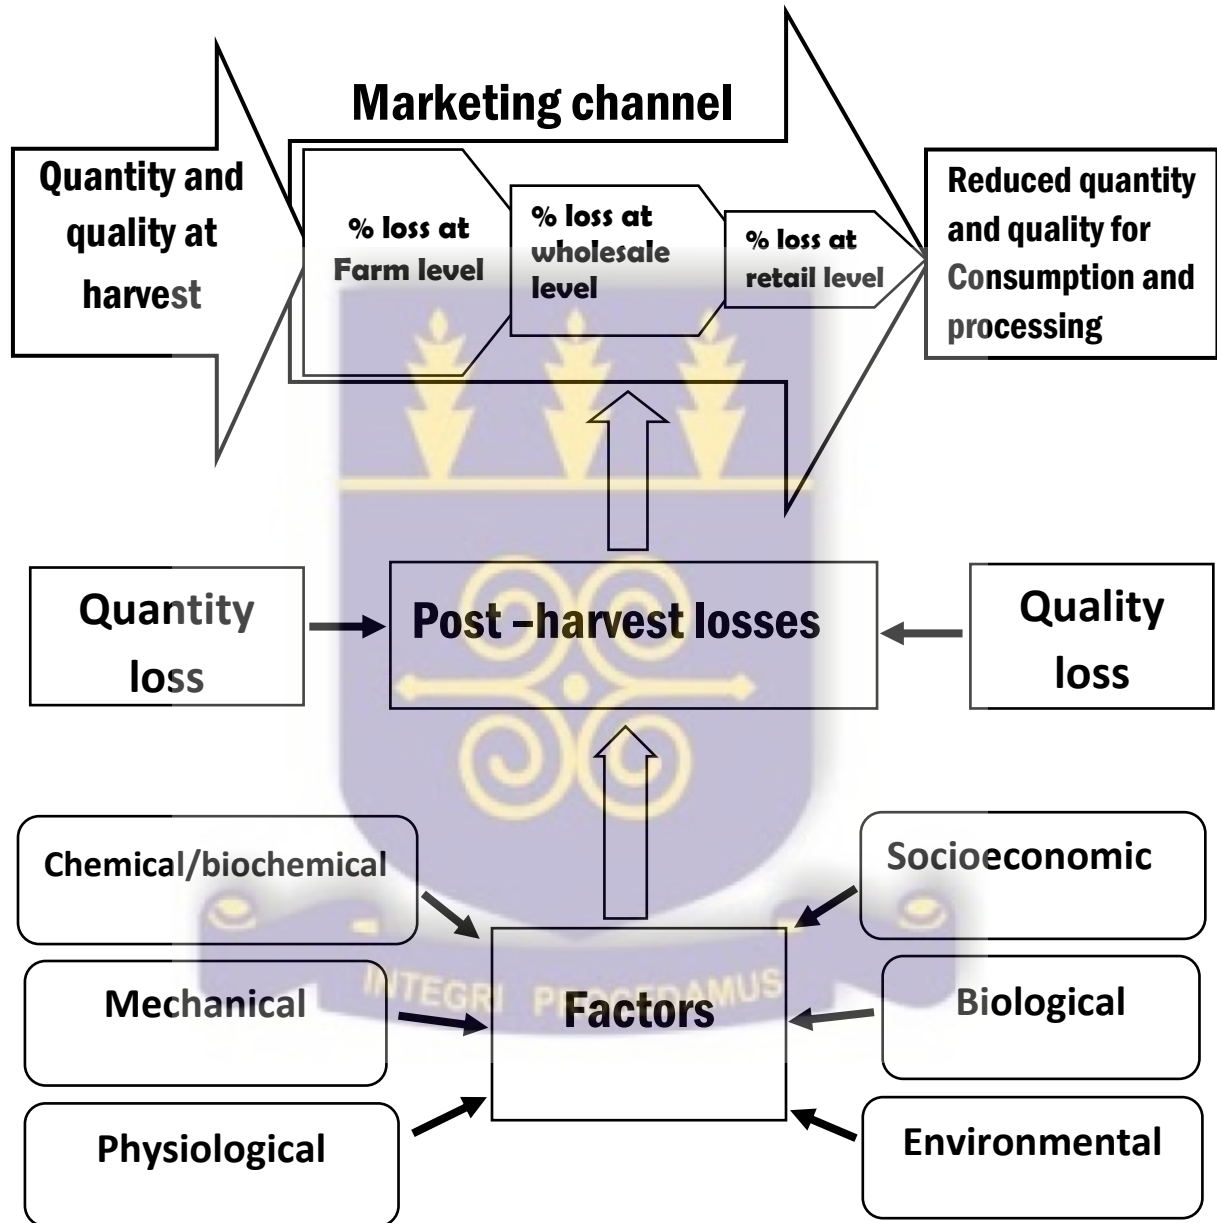 Marketing channel
Quantity and
quality at
harvest
% loss at
Farm level
% loss at
wholesale
level
% loss at
retail level
Reduced quantity
and quality for
Consumption and
processing
Quantity
loss
Post –harvest losses
Quality
loss
Chemical/biochemical
Socioeconomic
Mechanical
Factors
Biological
Physiological
Environmental
INTEGRI PROCEDAMUS